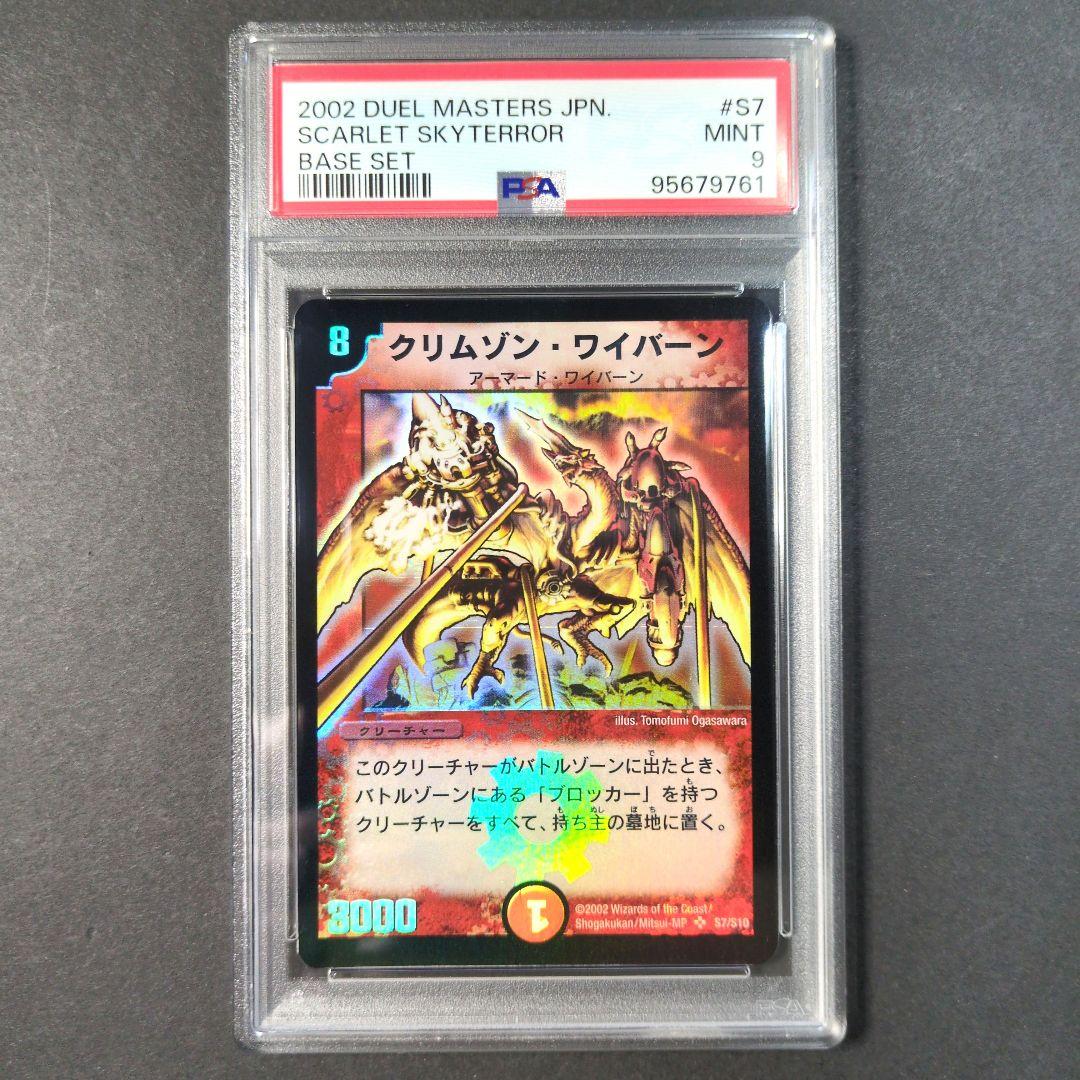 2002 DUEL MASTERS JPN. #S7
SCARLET SKYTERROR MINT
BASE SET 9
PSA
95679761
8
クリムゾン・ワイバーン
アーマード・ワイバーン
illus. Tomofumi Ogasawara
クリーチャー
このクリーチャーがバトルゾーンに出たとき、
バトルゾーンにある「ブロッカー」を持つ
クリーチャーをすべて、持ち主の墓地に置く。
3000
1
©2002 Wizards of the Coast/
Shogakukan/Mitsui-MP S7/S10